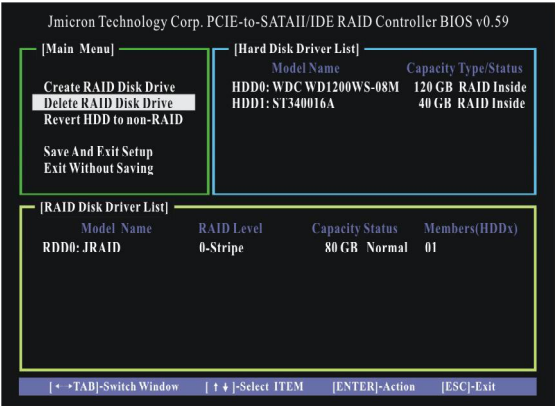 Jmicron Technology Corp. PCIE-to-SATAII/IDE RAID Controller BIOS v0.59
[Main Menu]
Create RAID Disk Drive
Delete RAID Disk Drive
Revert HDD to non-RAID
Save And Exit Setup
Exit Without Saving
[Hard Disk Driver List]
Model Name Capacity Type/Status
HDD0: WDC WD1200WS-08M 120 GB RAID Inside
HDD1: ST340016A 40 GB RAID Inside
[RAID Disk Driver List]
Model Name RAID Level Capacity Status Members(HDDx)
RDD0: JRAID 0-Stripe 80 GB Normal 01
[←→TAB]-Switch Window [↑↓]-Select ITEM [ENTER]-Action [ESC]-Exit